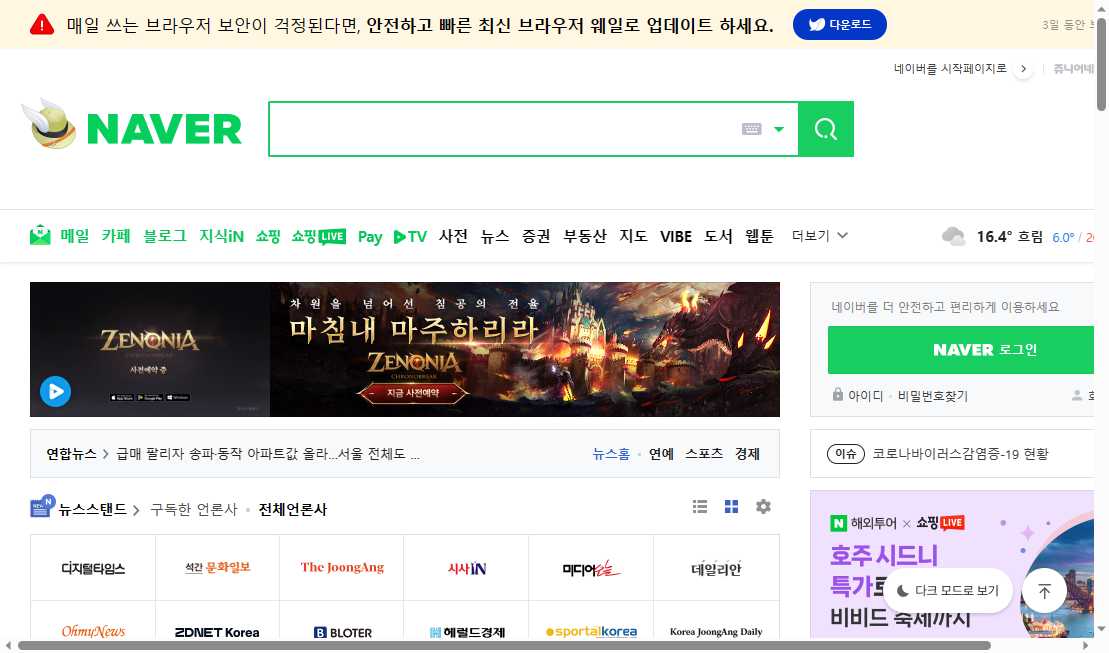 매일 쓰는 브라우저 보안이 걱정된다면, 안전하고 빠른 최신 브라우저 웨일로 업데이트 하세요.
다운로드
3일 동안
네이버를 시작페이지로
쥬니어네
NAVER
메일 카페 블로그 지식iN 쇼핑 쇼핑LIVE Pay TV 사전 뉴스 증권 부동산 지도 VIBE 도서 웹툰 더보기
16.4° 흐림 6.0° /
ZENONIA
사전예약 중
차원을 넘어선 침공의 전율
마침내 마주하리라
ZENONIA
CHRONOBREAK
지금 사전예약
네이버를 더 안전하고 편리하게 이용하세요
NAVER 로그인
아이디 · 비밀번호찾기
연합뉴스 > 급매 팔리자 송파·동작 아파트값 올라...서울 전체도 ...
뉴스홈 · 연예 스포츠 경제
이슈 코로나바이러스감염증-19 현황
NEW N 뉴스스탠드 > 구독한 언론사 · 전체언론사
디지털타임스 석간 문화일보 The JoongAng 시사iN 미디어오늘 데일리안
OhmyNews ZDNET Korea BLOTER 헤럴드경제 sportalkorea Korea JoongAng Daily
N 해외투어 × 쇼핑LIVE
호주 시드니
특가로
비비드 축제까지
다크 모드로 보기